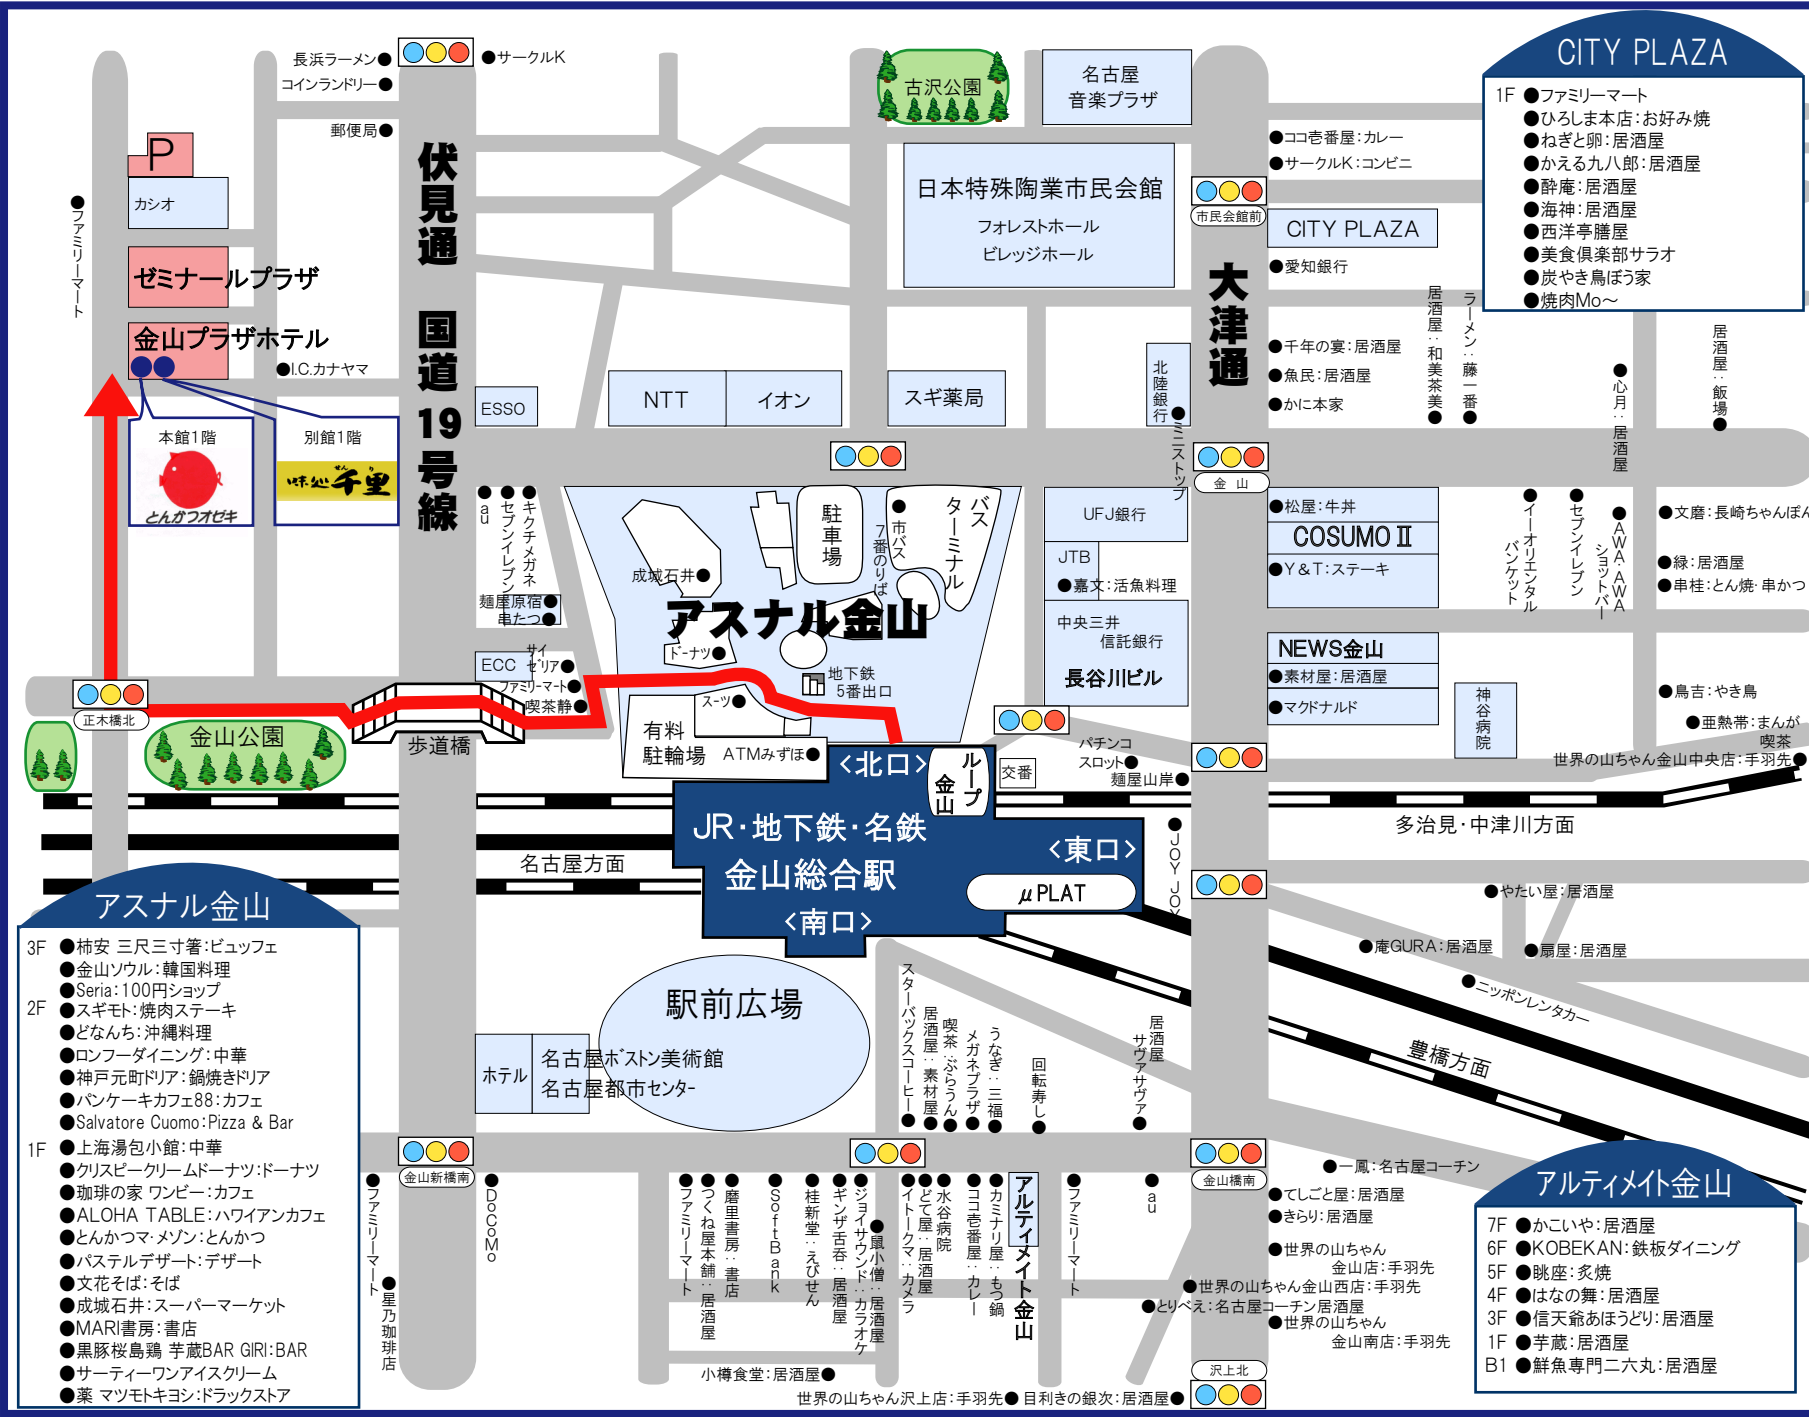 長浜ラーメン●
コインランドリー●
郵便局●
●サークルK
伏見通 国道19号線
P
カシオ
●ファミリーマート
ゼミナールプラザ
金山プラザホテル
●I.C.カナヤマ
本館1階
とんかつオゼキ
別館1階
味処 千里
せんり
古沢公園
名古屋
音楽プラザ
日本特殊陶業市民会館
フォレストホール
ビレッジホール
●ココ壱番屋：カレー
●サークルK：コンビニ
市民会館前
CITY PLAZA
●愛知銀行
大津通
●千年の宴：居酒屋
●魚民：居酒屋
●かに本家
居酒屋：和美茶美●
ラーメン：藤一番●
●心月：居酒屋
居酒屋：飯場●
CITY PLAZA
1F ●ファミリーマート
●ひろしま本店：お好み焼
●ねぎと卵：居酒屋
●かえる九八郎：居酒屋
●酔庵：居酒屋
●海神：居酒屋
●西洋亭膳屋
●美食倶楽部サラオ
●炭やき鳥ぼう家
●焼肉Mo～
ESSO
NTT
イオン
スギ薬局
北陸銀行
●ミニストップ
金 山
●au
●セブンイレブン
●キクチメガネ
麺屋原宿●
串たつ●
ECC
サイゼリア●
ファミリーマート●
喫茶静●
成城石井●
駐車場
7番のりば
●市バス
バスターミナル
アスナル金山
ドーナツ●
地下鉄
5番出口
スーツ●
有料
駐輪場
ATMみずほ●
UFJ銀行
JTB
●嘉文：活魚料理
中央三井
信託銀行
長谷川ビル
●松屋：牛丼
COSUMOⅡ
●Y＆T：ステーキ
NEWS金山
●素材屋：居酒屋
●マクドナルド
神谷病院
●イーオリエンタル
バンケット
●セブンイレブン
●AWA・AWA
ショットバー
●文磨：長崎ちゃんぽん
●緑：居酒屋
●串桂：とん焼・串かつ
●鳥吉：やき鳥
●亜熱帯：まんが
喫茶
世界の山ちゃん金山中央店：手羽先●
正木橋北
金山公園
歩道橋
パチンコ
スロット●
麺屋山岸●
交番
<北口>
ループ金山
JR・地下鉄・名鉄
金山総合駅
<東口>
μPLAT
<南口>
●JOYJOY
名古屋方面
多治見・中津川方面
●やたい屋：居酒屋
●庵GURA：居酒屋
●扇屋：居酒屋
●ニッポンレンタカー
豊橋方面
アスナル金山
3F ●柿安 三尺三寸箸：ビュッフェ
●金山ソウル：韓国料理
●Seria：100円ショップ
2F ●スギモト：焼肉ステーキ
●どなんち：沖縄料理
●ロンフーダイニング：中華
●神戸元町ドリア：鍋焼きドリア
●パンケーキカフェ88：カフェ
●Salvatore Cuomo：Pizza & Bar
1F ●上海湯包小館：中華
●クリスピークリームドーナツ：ドーナツ
●珈琲の家 ワンビー：カフェ
●ALOHA TABLE：ハワイアンカフェ
●とんかつマ・メゾン：とんかつ
●パステルデザート：デザート
●文花そば：そば
●成城石井：スーパーマーケット
●MARI書房：書店
●黒豚桜島鶏 芋蔵BAR GIRI：BAR
●サーティーワンアイスクリーム
●薬 マツモトキヨシ：ドラックストア
駅前広場
ホテル
名古屋ボストン美術館
名古屋都市センター
スターバックスコーヒー●
居酒屋：素材屋●
喫茶：ぶらうん●
メガネプラザ●
うなぎ：三福●
回転寿し●
居酒屋
サヴァサヴァ●
金山新橋南
金山橋南
●ファミリーマート
●星乃珈琲店
●DoCoMo
●ファミリーマート
●つくね屋本舗：居酒屋
●磨里書房：書店
●SoftBank
●桂新堂：えびせん
●ギンザ舌呑：居酒屋
●ジョイサウンド：カラオケ
●鼠小僧：居酒屋
●イトークマ：カメラ
●どて屋：居酒屋
●水谷病院
●ココ壱番屋：カレー
●カミナリ屋：もつ鍋
アルティメイト金山
●ファミリーマート
●au
●一鳳：名古屋コーチン
●てしごと屋：居酒屋
●きらり：居酒屋
●世界の山ちゃん
金山店：手羽先
●世界の山ちゃん金山西店：手羽先
●とりべえ：名古屋コーチン居酒屋
●世界の山ちゃん
金山南店：手羽先
小樽食堂：居酒屋●
世界の山ちゃん沢上店：手羽先●
目利きの銀次：居酒屋●
沢上北
アルティメイト金山
7F ●かこいや：居酒屋
6F ●KOBEKAN：鉄板ダイニング
5F ●眺座：炙焼
4F ●はなの舞：居酒屋
3F ●信天翁あほうどり：居酒屋
1F ●芋蔵：居酒屋
B1 ●鮮魚専門二六丸：居酒屋